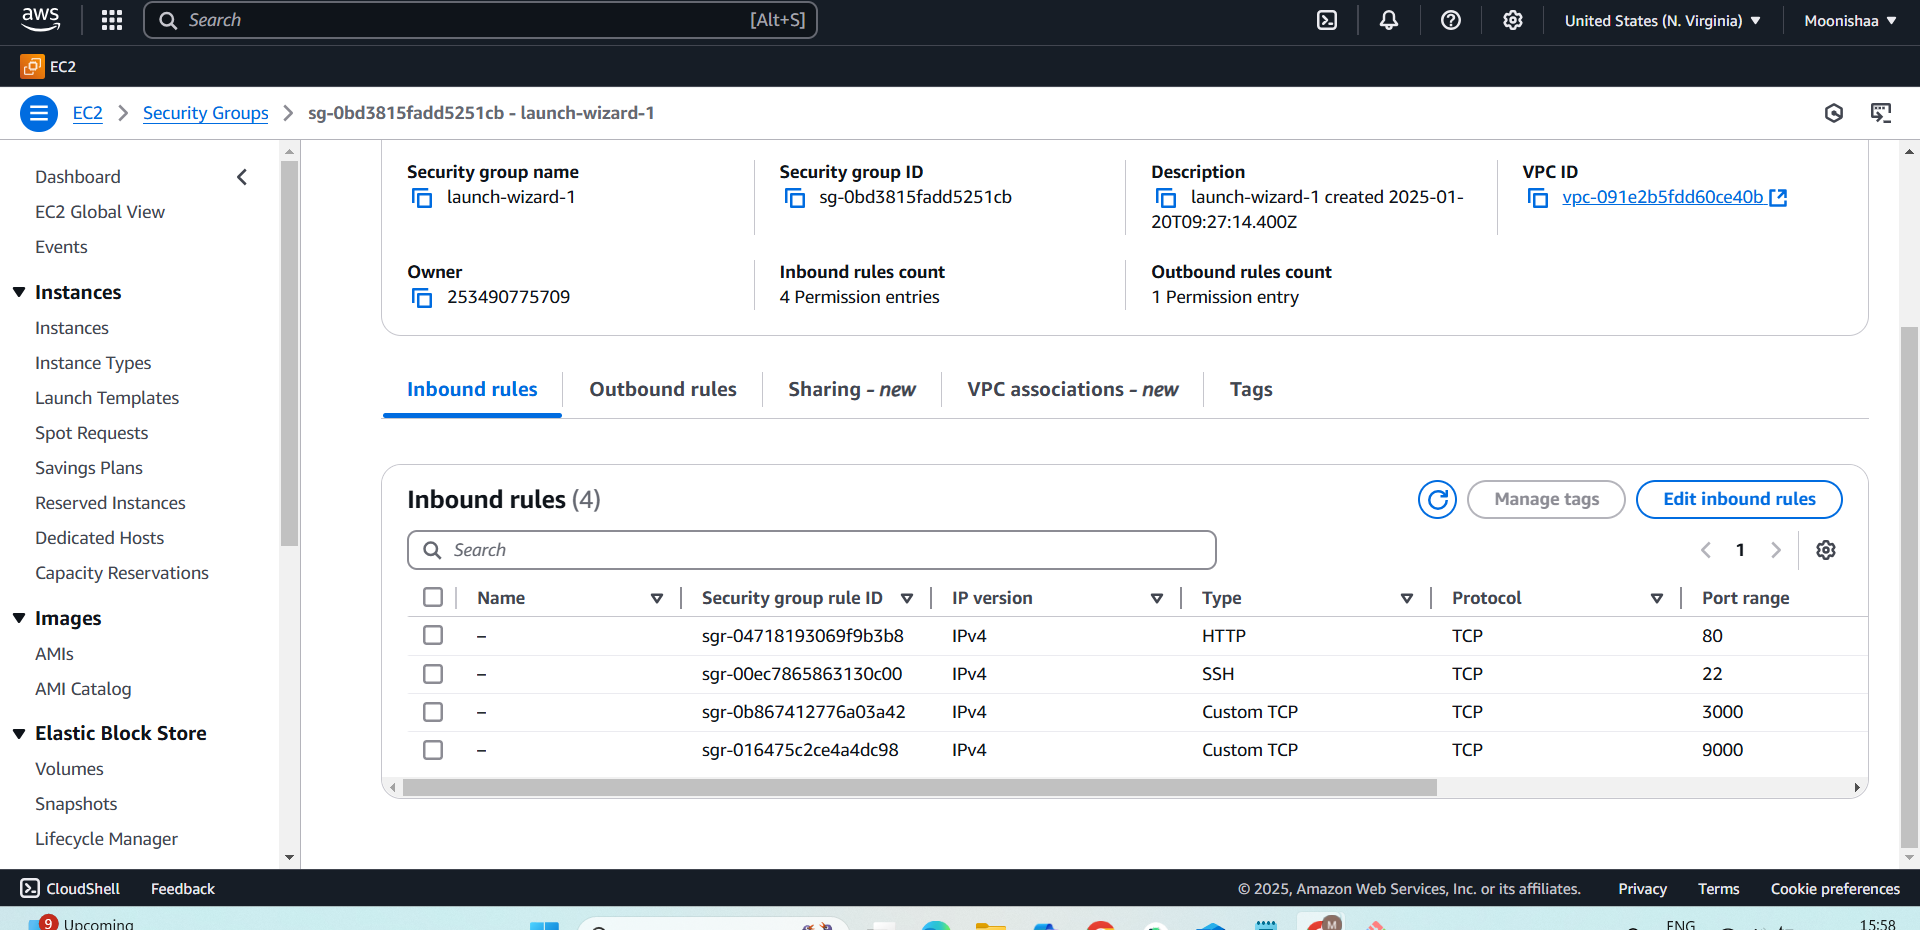 aws
Search [Alt+S]
United States (N. Virginia) Moonishaa
EC2
EC2 Security Groups sg-0bd3815fadd5251cb - launch-wizard-1
Dashboard
EC2 Global View
Events
Instances
Instances
Instance Types
Launch Templates
Spot Requests
Savings Plans
Reserved Instances
Dedicated Hosts
Capacity Reservations
Images
AMIs
AMI Catalog
Elastic Block Store
Volumes
Snapshots
Lifecycle Manager
Security group name
launch-wizard-1
Security group ID
sg-0bd3815fadd5251cb
Description
launch-wizard-1 created 2025-01-
20T09:27:14.400Z
VPC ID
vpc-091e2b5fdd60ce40b
Owner
253490775709
Inbound rules count
4 Permission entries
Outbound rules count
1 Permission entry
Inbound rules Outbound rules Sharing - new VPC associations - new Tags
Inbound rules (4)
Manage tags Edit inbound rules
Search
1
Name Security group rule ID IP version Type Protocol Port range
– sgr-04718193069f9b3b8 IPv4 HTTP TCP 80
– sgr-00ec7865863130c00 IPv4 SSH TCP 22
– sgr-0b867412776a03a42 IPv4 Custom TCP TCP 3000
– sgr-016475c2ce4a4dc98 IPv4 Custom TCP TCP 9000
CloudShell Feedback
© 2025, Amazon Web Services, Inc. or its affiliates. Privacy Terms Cookie preferences
9 Upcoming
M
ENG
15:58